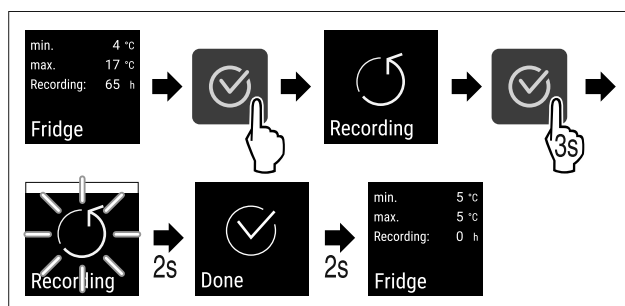 min. 4 °C
max. 17 °C
Recording: 65 h
Fridge
Recording
3s
Recording
2s
Done
2s
min. 5 °C
max. 5 °C
Recording: 0 h
Fridge